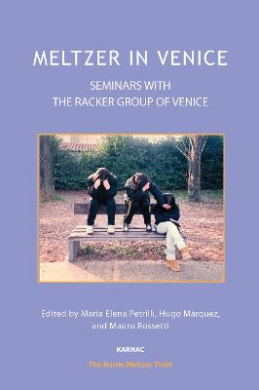 MELTZER IN VENICE
SEMINARS WITH
THE RACKER GROUP OF VENICE
Edited by Maria Elena Petrilli, Hugo Màrquez,
and Mauro Rossetti
KARNAC
The Harris Meltzer Trust